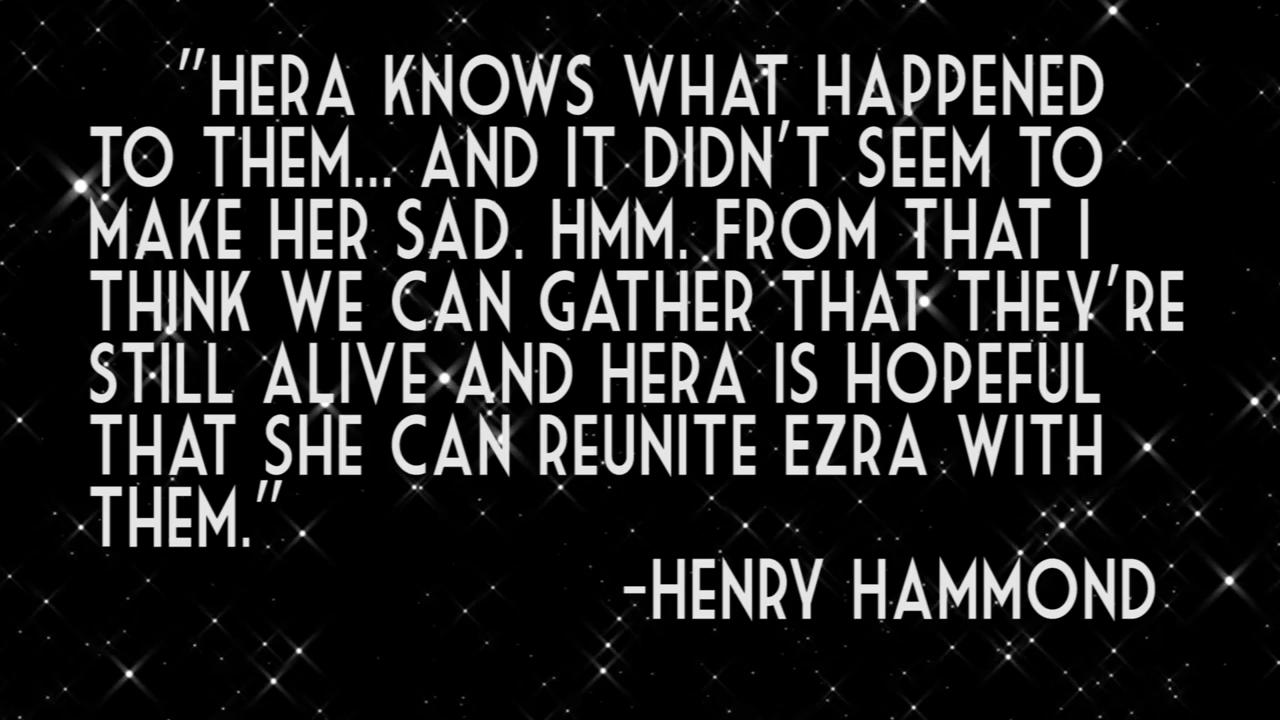 "HERA KNOWS WHAT HAPPENED
TO THEM... AND IT DIDN'T SEEM TO
MAKE HER SAD. HMM. FROM THAT I
THINK WE CAN GATHER THAT THEY'RE
STILL ALIVE AND HERA IS HOPEFUL
THAT SHE CAN REUNITE EZRA WITH
THEM."
-HENRY HAMMOND